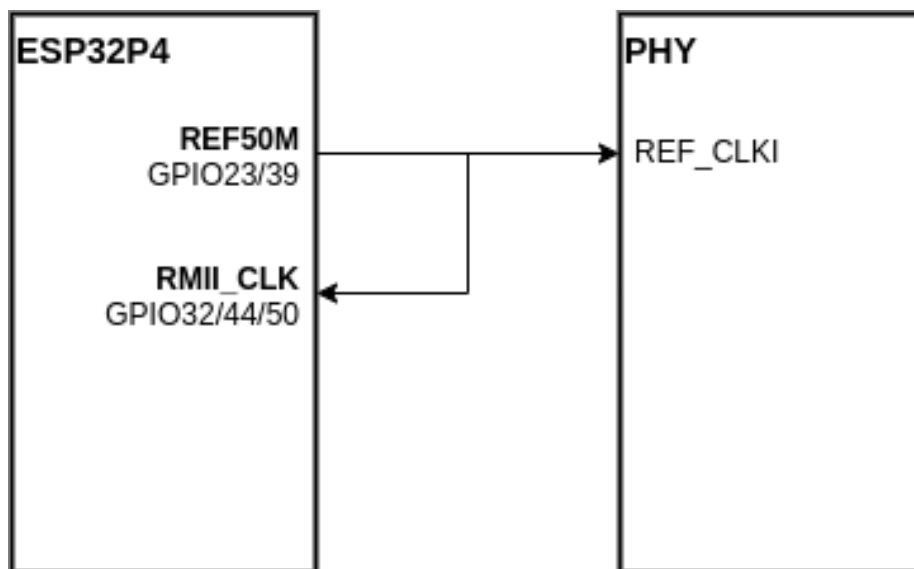 ESP32P4
REF50M
GPIO23/39
RMII_CLK
GPIO32/44/50
PHY
REF_CLKI